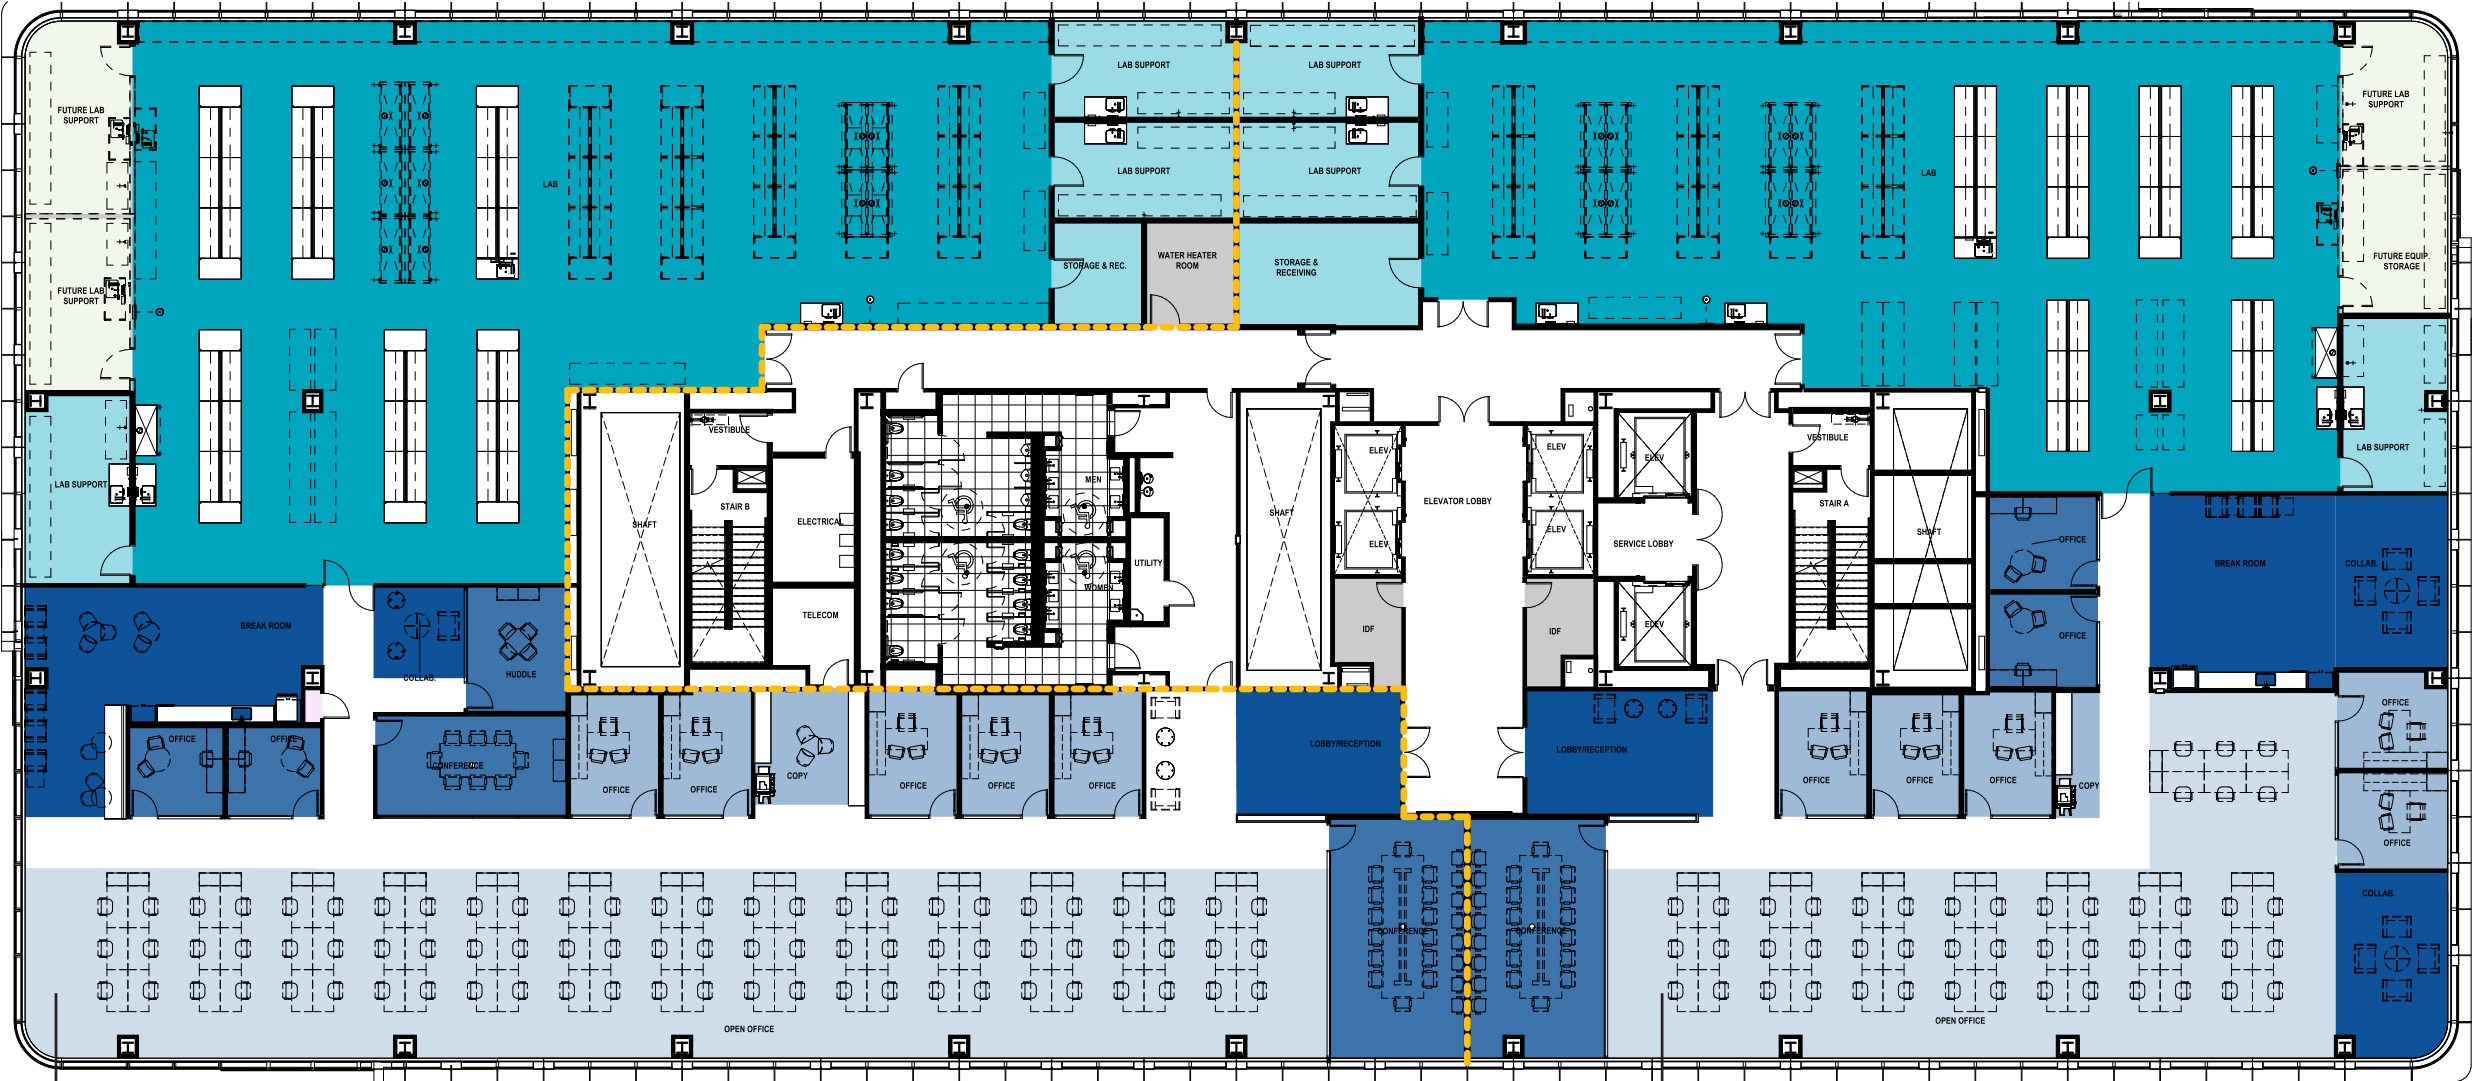 LAB SUPPORT
LAB SUPPORT
FUTURE LAB
SUPPORT
FUTURE LAB
SUPPORT
LAB
LAB SUPPORT
LAB SUPPORT
LAB
WATER HEATER
ROOM
STORAGE & REC.
STORAGE &
RECEIVING
FUTURE EQUIP.
STORAGE
FUTURE LAB
SUPPORT
VESTIBULE
VESTIBULE
ELEV
ELEV
ELEV
LAB SUPPORT
LAB SUPPORT
MEN
STAIR B
ELEVATOR LOBBY
STAIR A
SHAFT
ELECTRICAL
SHAFT
ELEV
ELEV
SERVICE LOBBY
SHAFT
OFFICE
UTILITY
BREAK ROOM
COLLAB.
WOMEN
TELECOM
BREAK ROOM
IDF
IDF
ELEV
OFFICE
COLLAB.
HUDDLE
OFFICE
OFFICE
OFFICE
LOBBY/RECEPTION
LOBBY/RECEPTION
CONFERENCE
COPY
OFFICE
OFFICE
OFFICE
OFFICE
OFFICE
OFFICE
OFFICE
OFFICE
COPY
OFFICE
COLLAB.
CONFERENCE
CONFERENCE
OPEN OFFICE
OPEN OFFICE